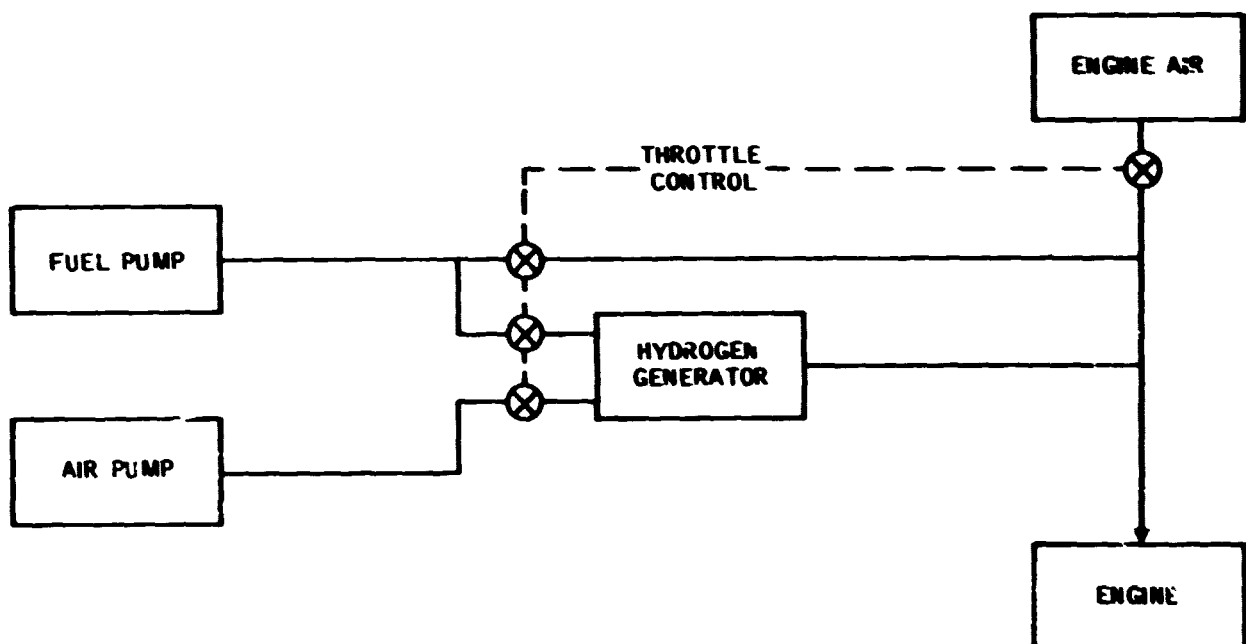 ENGINE AIR
THROTTLE
CONTROL
FUEL PUMP
HYDROGEN
GENERATOR
AIR PUMP
ENGINE